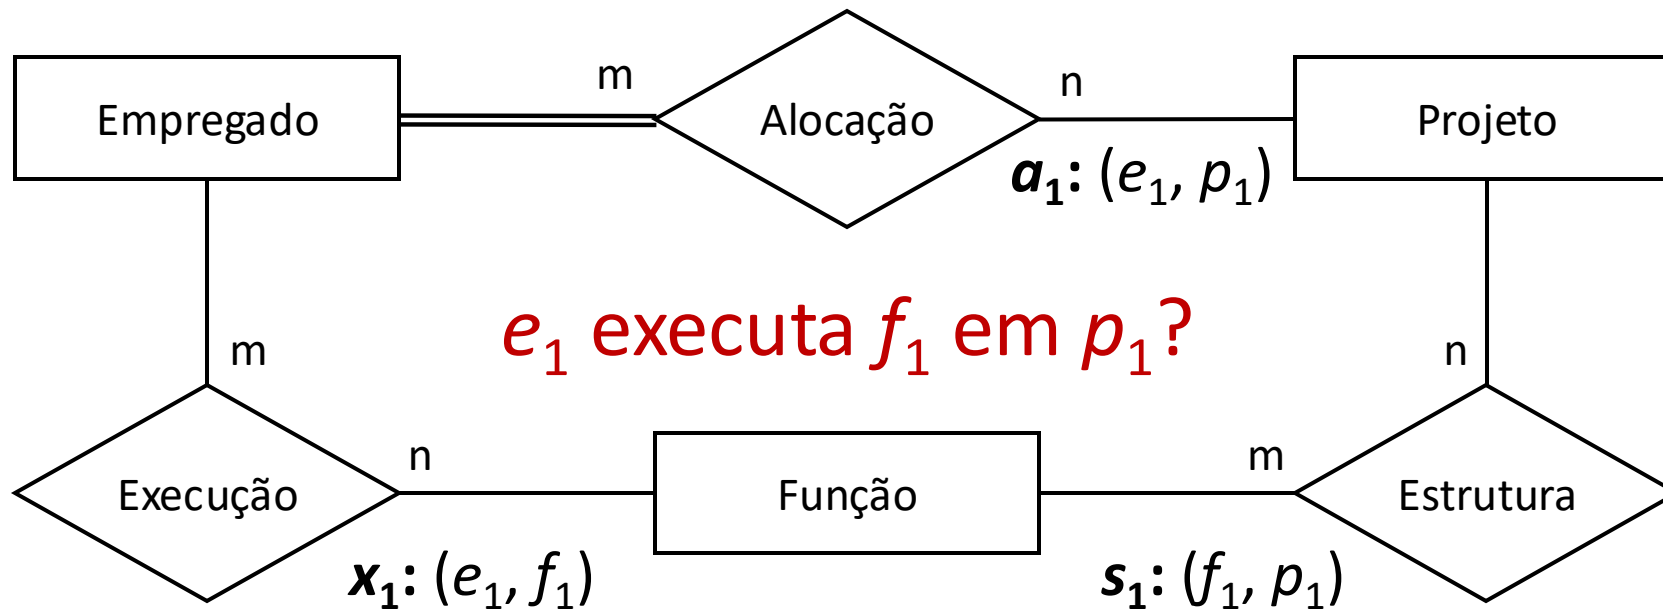 m
n
Empregado
Alocação
Projeto
a₁: (e₁, p₁)
e₁ executa f₁ em p₁?
m
n
n
m
Execução
Função
Estrutura
x₁: (e₁, f₁)
s₁: (f₁, p₁)